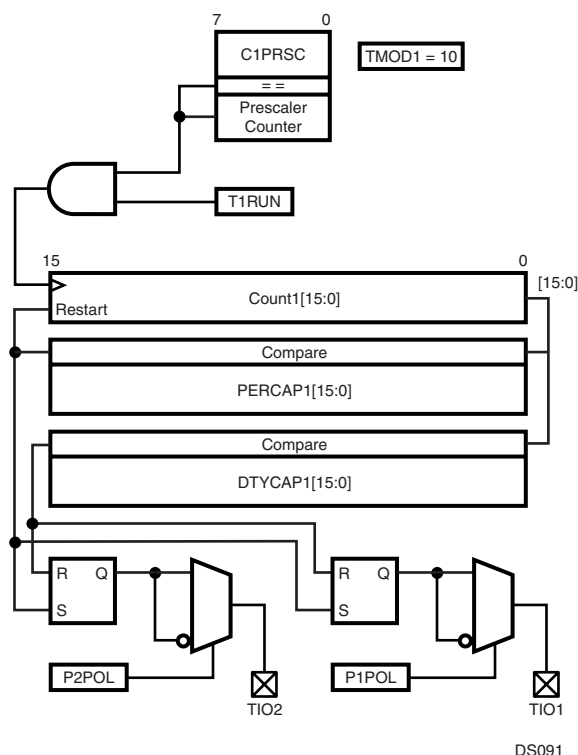 7 0
C1PRSC
TMOD1 = 10
= =
Prescaler
Counter
T1RUN
15 0
[15:0]
Count1[15:0]
Restart
Compare
PERCAP1[15:0]
Compare
DTYCAP1[15:0]
R Q
S
R Q
S
P2POL
P1POL
TIO2
TIO1
DS091